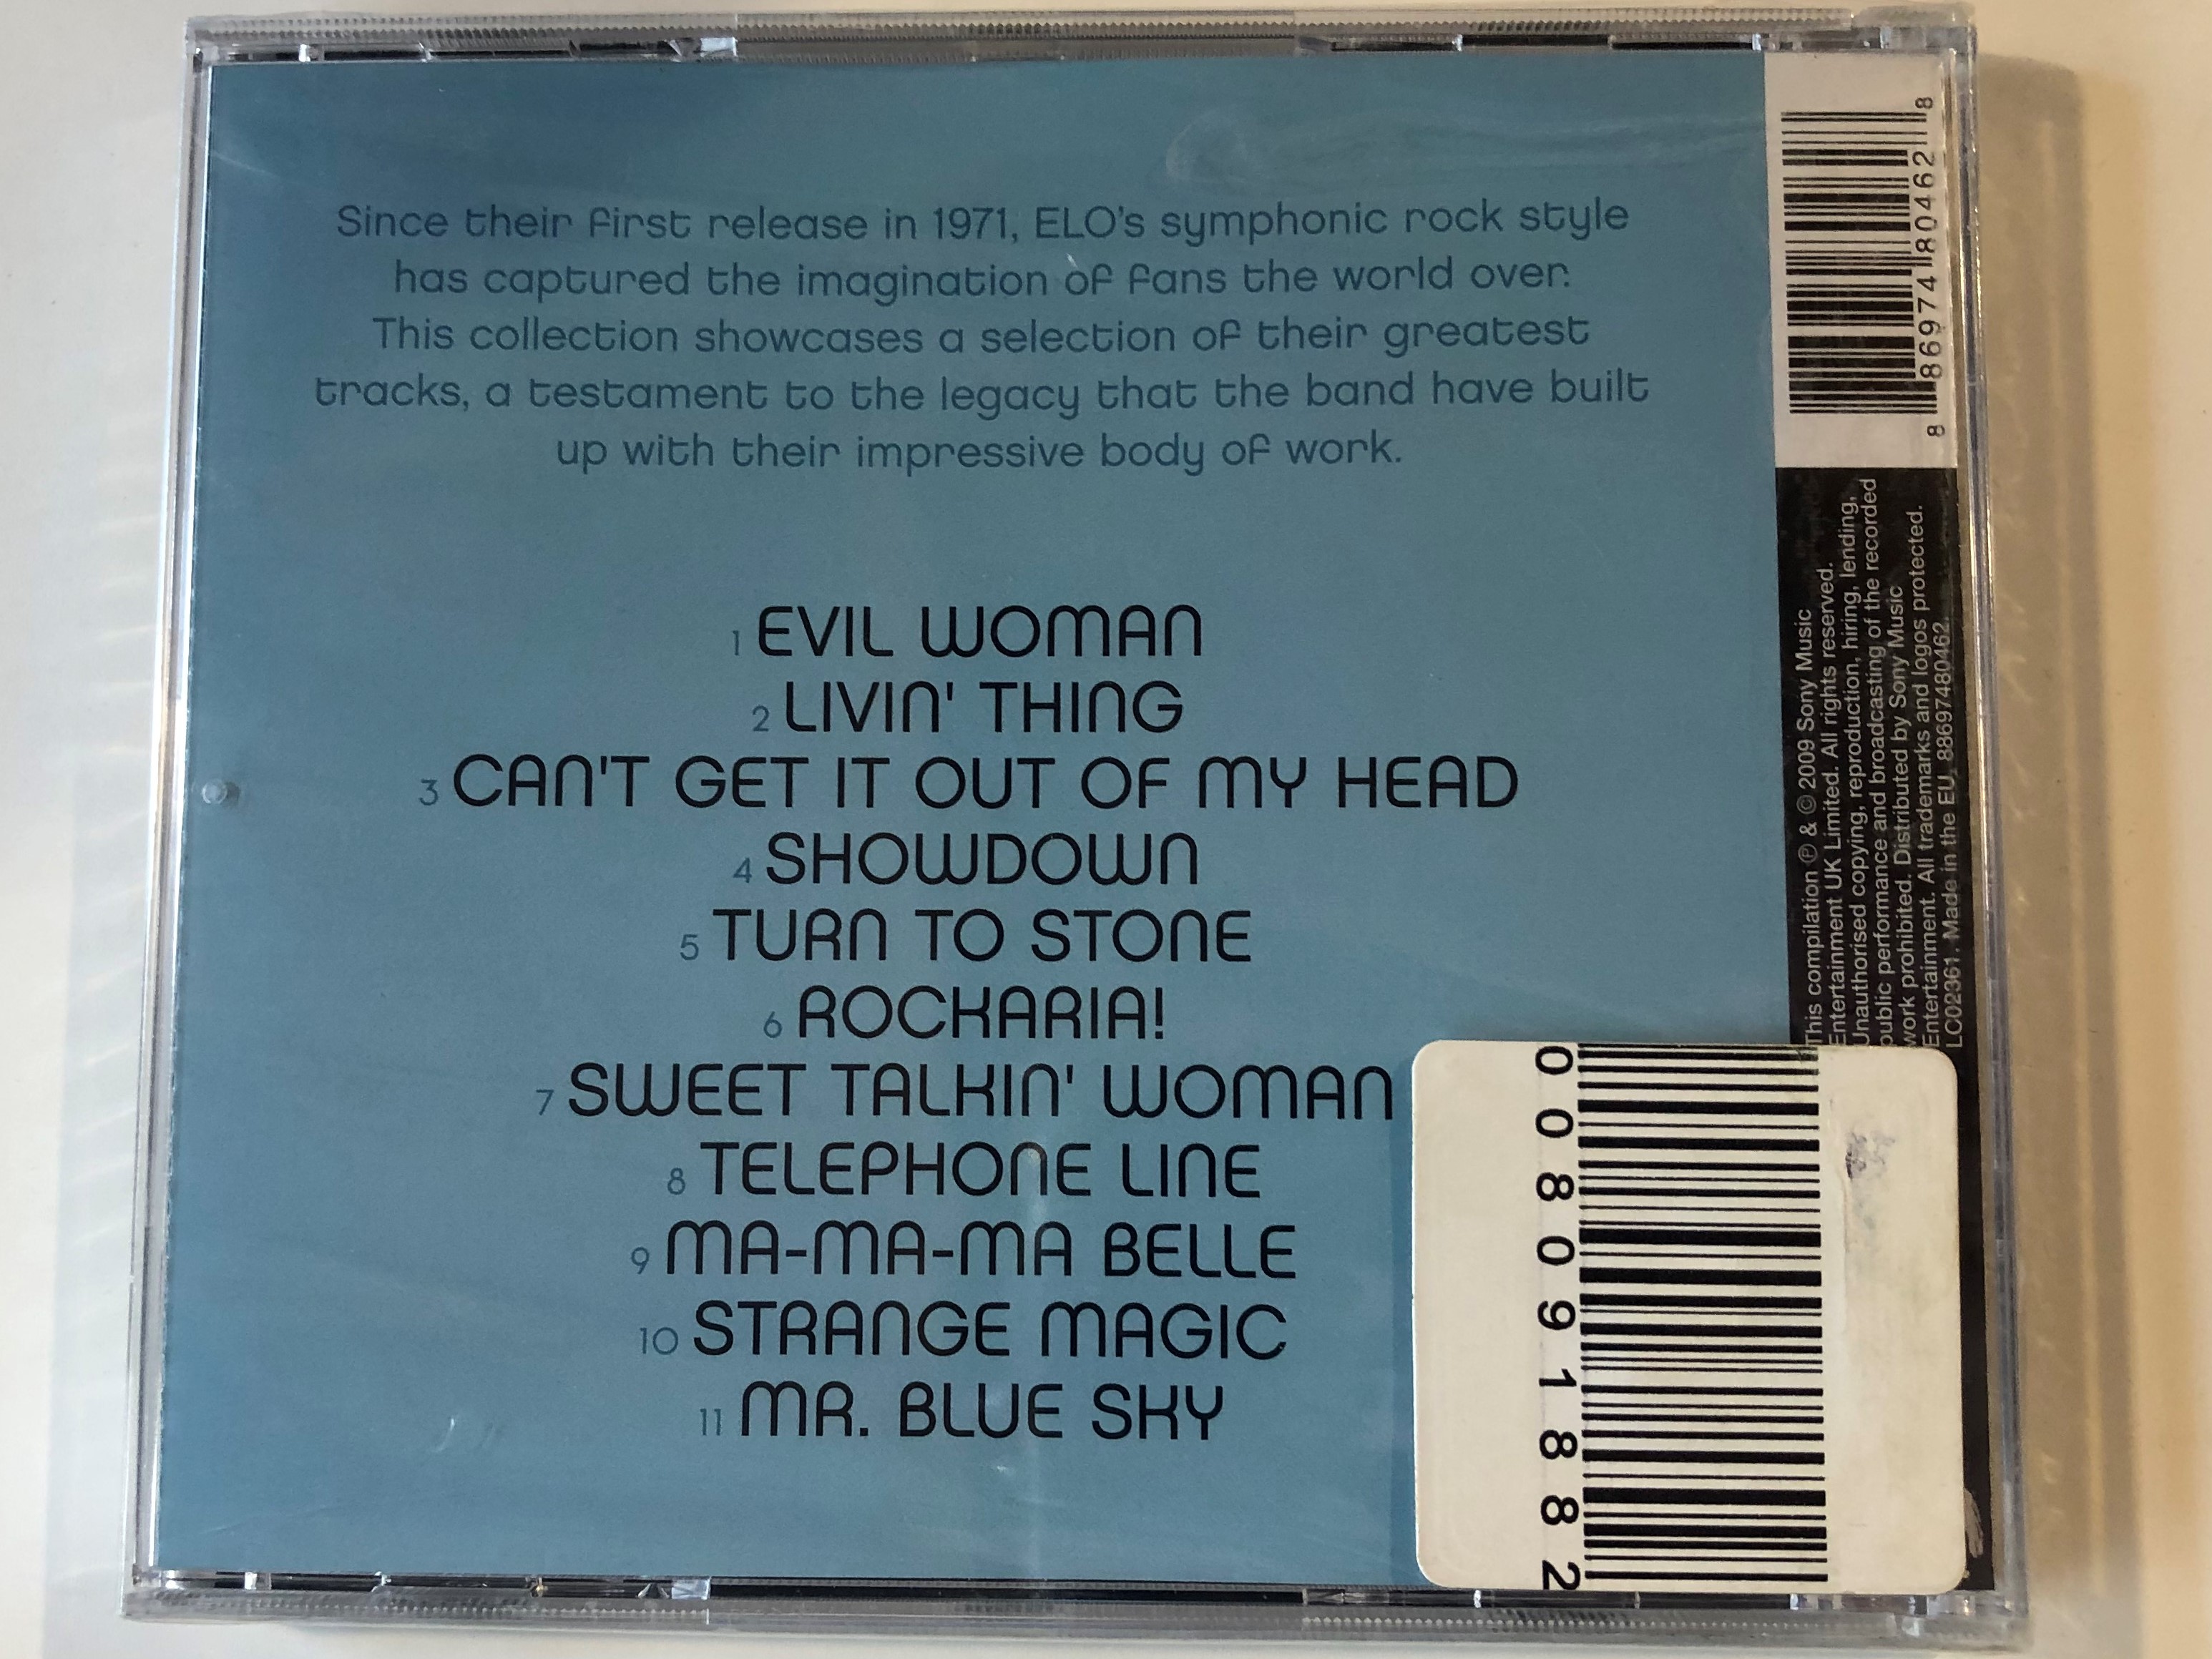 Since their first release in 1971, ELO's symphonic rock style
has captured the imagination of fans the world over.
This collection showcases a selection of their greatest
tracks, a testament to the legacy that the band have built
up with their impressive body of work.
1 EVIL WOMAN
2 LIVIN' THING
3 CAN'T GET IT OUT OF MY HEAD
4 SHOWDOWN
5 TURN TO STONE
6 ROCKARIA!
7 SWEET TALKIN' WOMAN
8 TELEPHONE LINE
9 MA-MA-MA BELLE
10 STRANGE MAGIC
11 MR. BLUE SKY
8 86974 80462 8
This compilation ℗ & © 2009 Sony Music
Entertainment UK Limited. All rights reserved.
Unauthorised copying, reproduction, hiring, lending,
public performance and broadcasting of the recorded
work prohibited. Distributed by Sony Music
Entertainment. All trademarks and logos protected.
LC02361. Made in the EU. 88697480462.
008091882